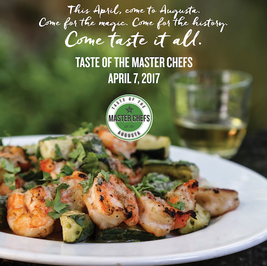 This April, come to Augusta.
Come for the magic. Come for the history.
Come taste it all.
TASTE OF THE MASTER CHEFS
APRIL 7, 2017
TASTE OF THE
MASTER CHEFS
AUGUSTA